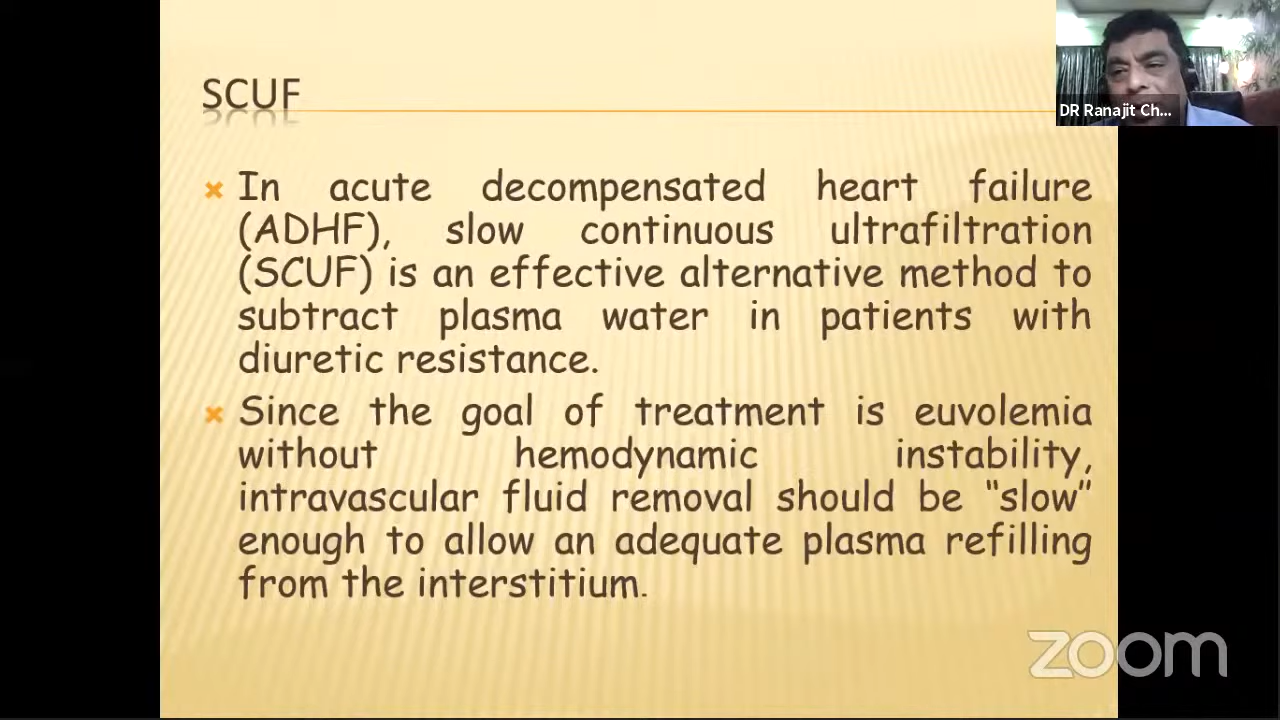 SCUF
DR Ranajit Ch...
In acute decompensated heart failure
(ADHF), slow continuous ultrafiltration
(SCUF) is an effective alternative method to
subtract plasma water in patients with
diuretic resistance.
Since the goal of treatment is euvolemia
without hemodynamic instability,
intravascular fluid removal should be “slow”
enough to allow an adequate plasma refilling
from the interstitium.
zoom